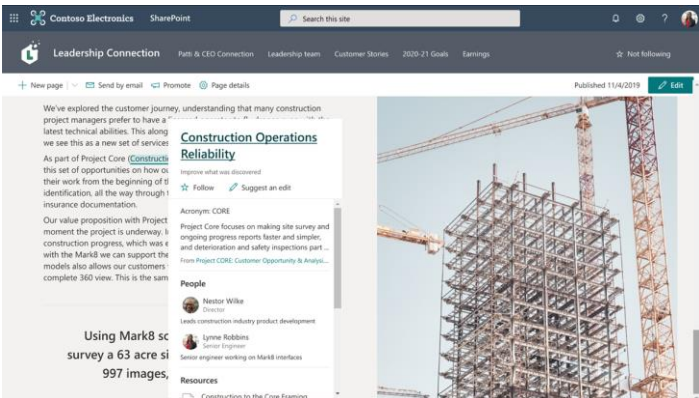 Contoso Electronics SharePoint Search this site ?
Leadership Connection Patti & CEO Connection Leadership team Customer Stories 2020-21 Goals Earnings Not following
New page Send by email Promote Page details Published 11/4/2019 Edit
We've explored the customer journey, understanding that many construction
project managers prefer to have a
latest technical abilities. This along
we see this as a new set of services
As part of Project Core (Constructi
this set of opportunities on how ou
their work from the beginning of t
identification, all the way through
insurance documentation.
Our value proposition with Project
moment the project is underway. I
construction progress, which was e
with the Mark8 we can support the
models also allows our customers
complete 360 view. This is the sam
Using Mark8 sc
survey a 63 acre si
997 images,
Construction Operations
Reliability
Improve what was discovered
Follow Suggest an edit
Acronym: CORE
Project Core focuses on making site survey and
ongoing progress reports faster and simpler,
and deterioration and safety inspections part ...
From Project CORE: Customer Opportunity & Analysi...
People
Nestor Wilke
Director
Leads construction industry product development
Lynne Robbins
Senior Engineer
Senior engineer working on Mark8 interfaces
Resources
Construction to the Core Framing